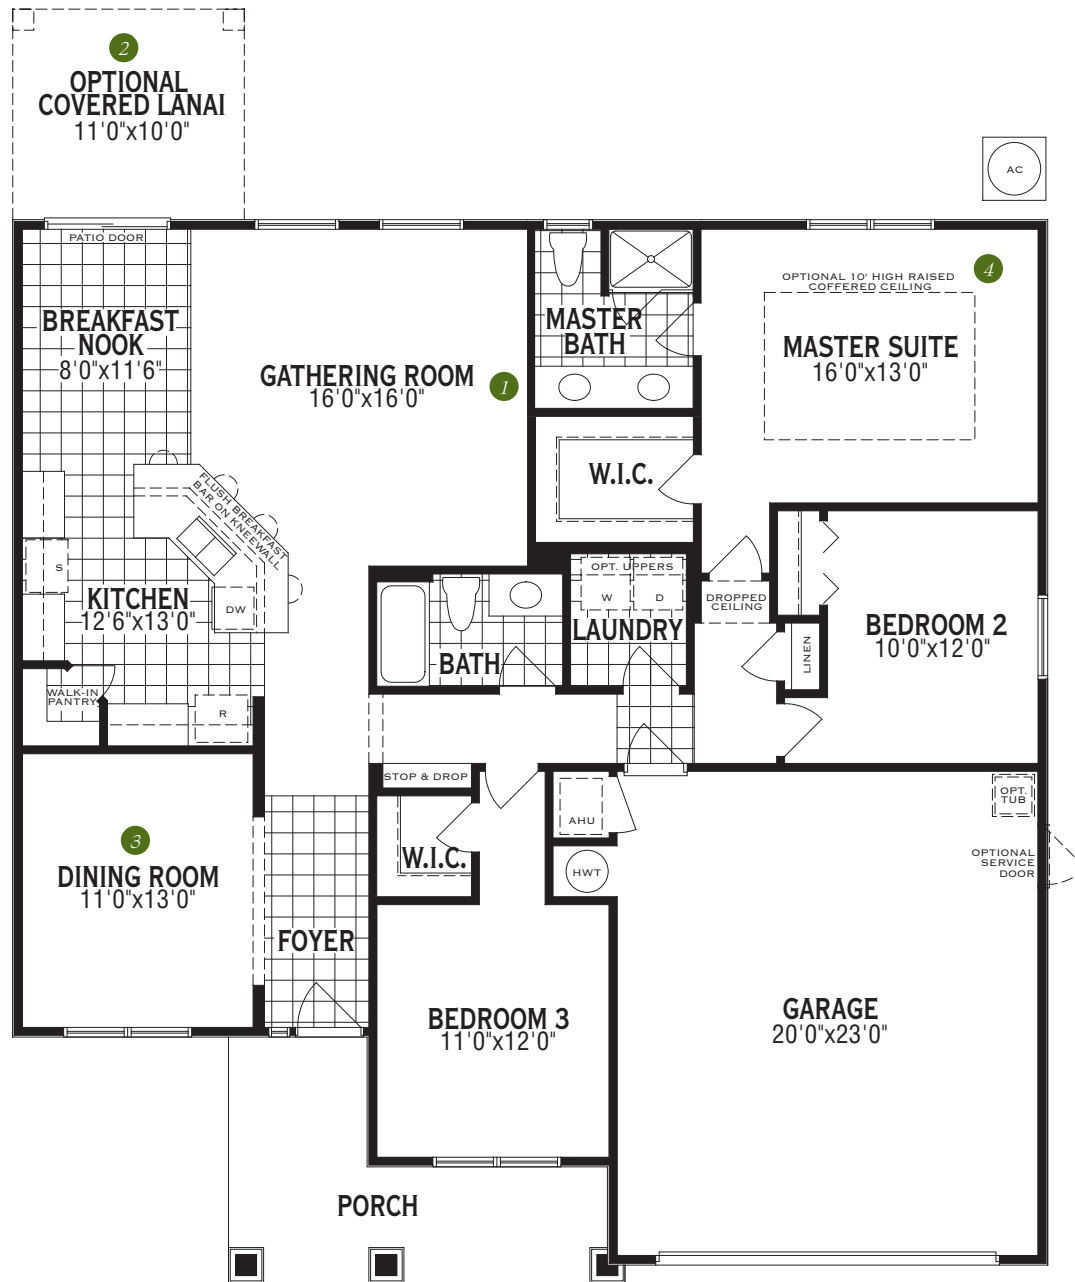 2
OPTIONAL
COVERED LANAI
11'0"x10'0"
AC
PATIO DOOR
BREAKFAST
NOOK
8'0"x11'6"
GATHERING ROOM
16'0"x16'0"
1
MASTER
BATH
OPTIONAL 10' HIGH RAISED
COFFERED CEILING
4
MASTER SUITE
16'0"x13'0"
W.I.C.
FLUSH BREAKFAST
BAR ON KNEEWALL
S
DW
KITCHEN
12'6"x13'0"
WALK-IN
PANTRY
R
BATH
OPT. UPPERS
W
D
LAUNDRY
DROPPED
CEILING
LINEN
BEDROOM 2
10'0"x12'0"
STOP & DROP
W.I.C.
AHU
HWT
OPT.
TUB
OPTIONAL
SERVICE
DOOR
3
DINING ROOM
11'0"x13'0"
FOYER
BEDROOM 3
11'0"x12'0"
GARAGE
20'0"x23'0"
PORCH